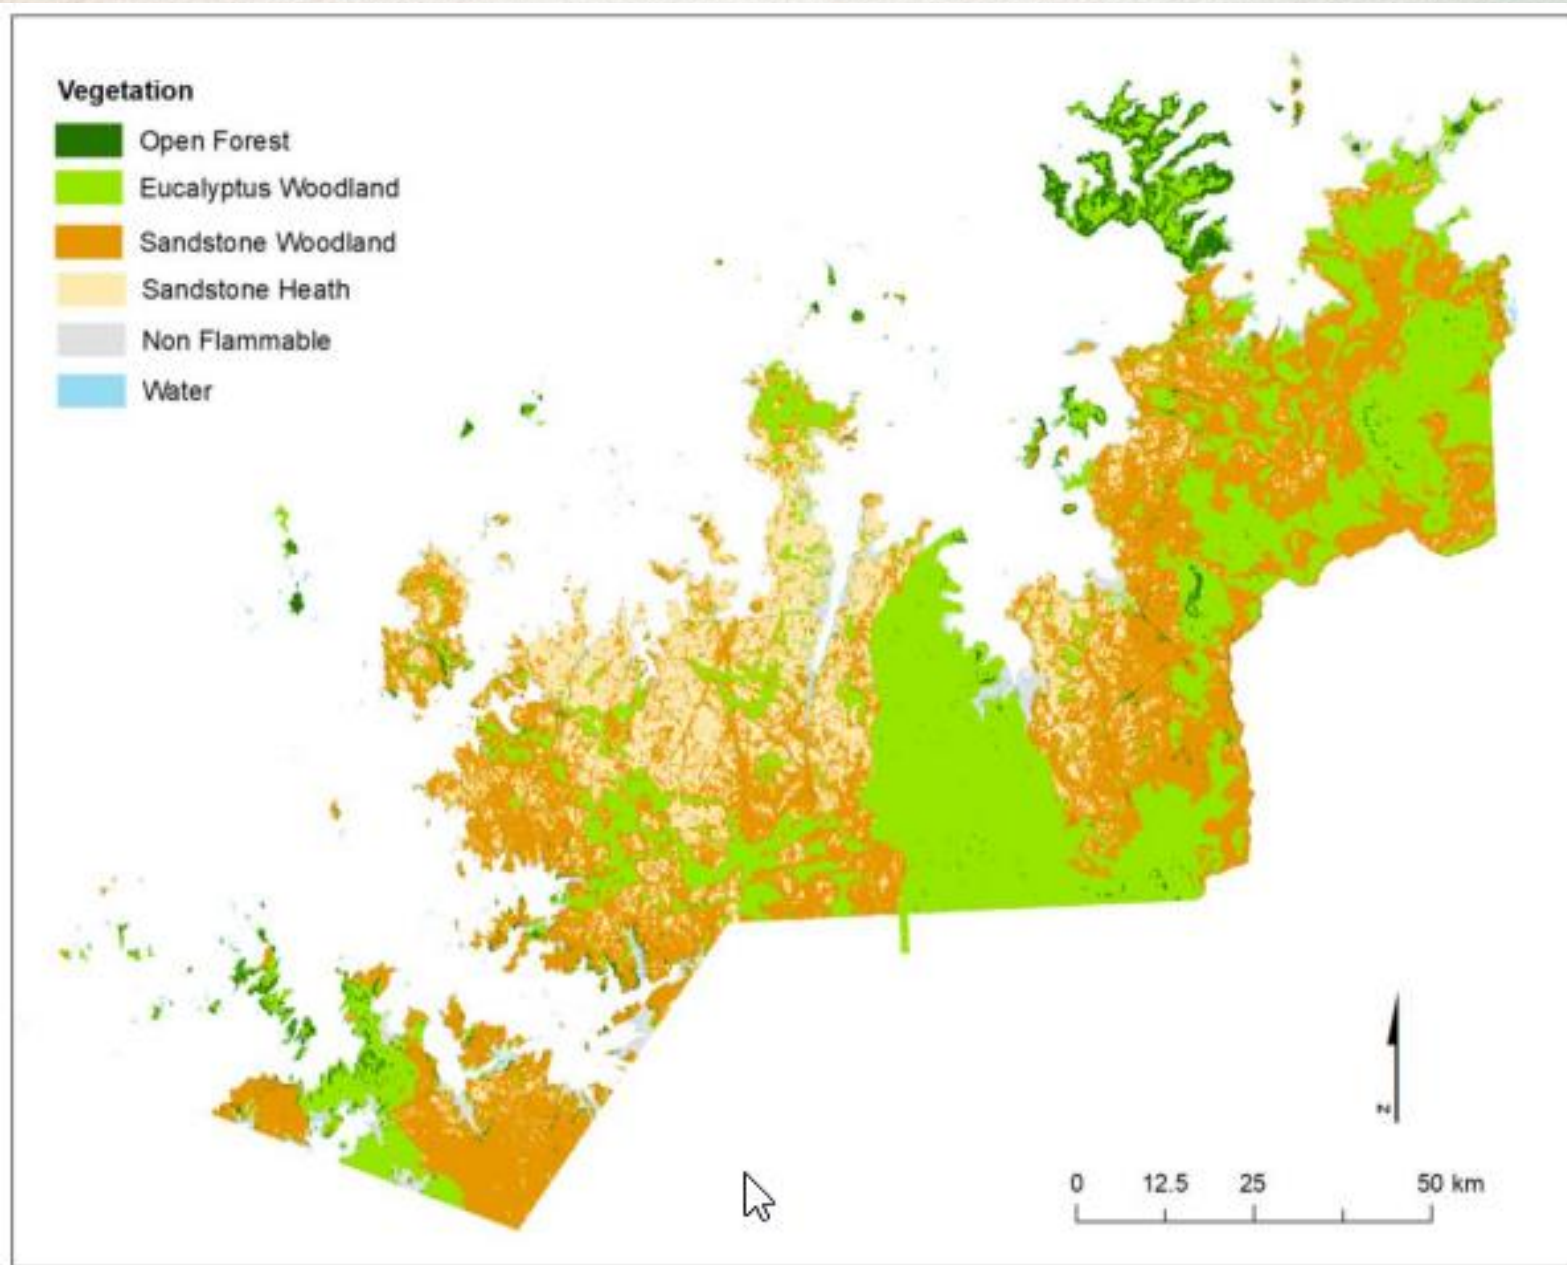 Vegetation
Open Forest
Eucalyptus Woodland
Sandstone Woodland
Sandstone Heath
Non Flammable
Water
N
0 12.5 25 50 km